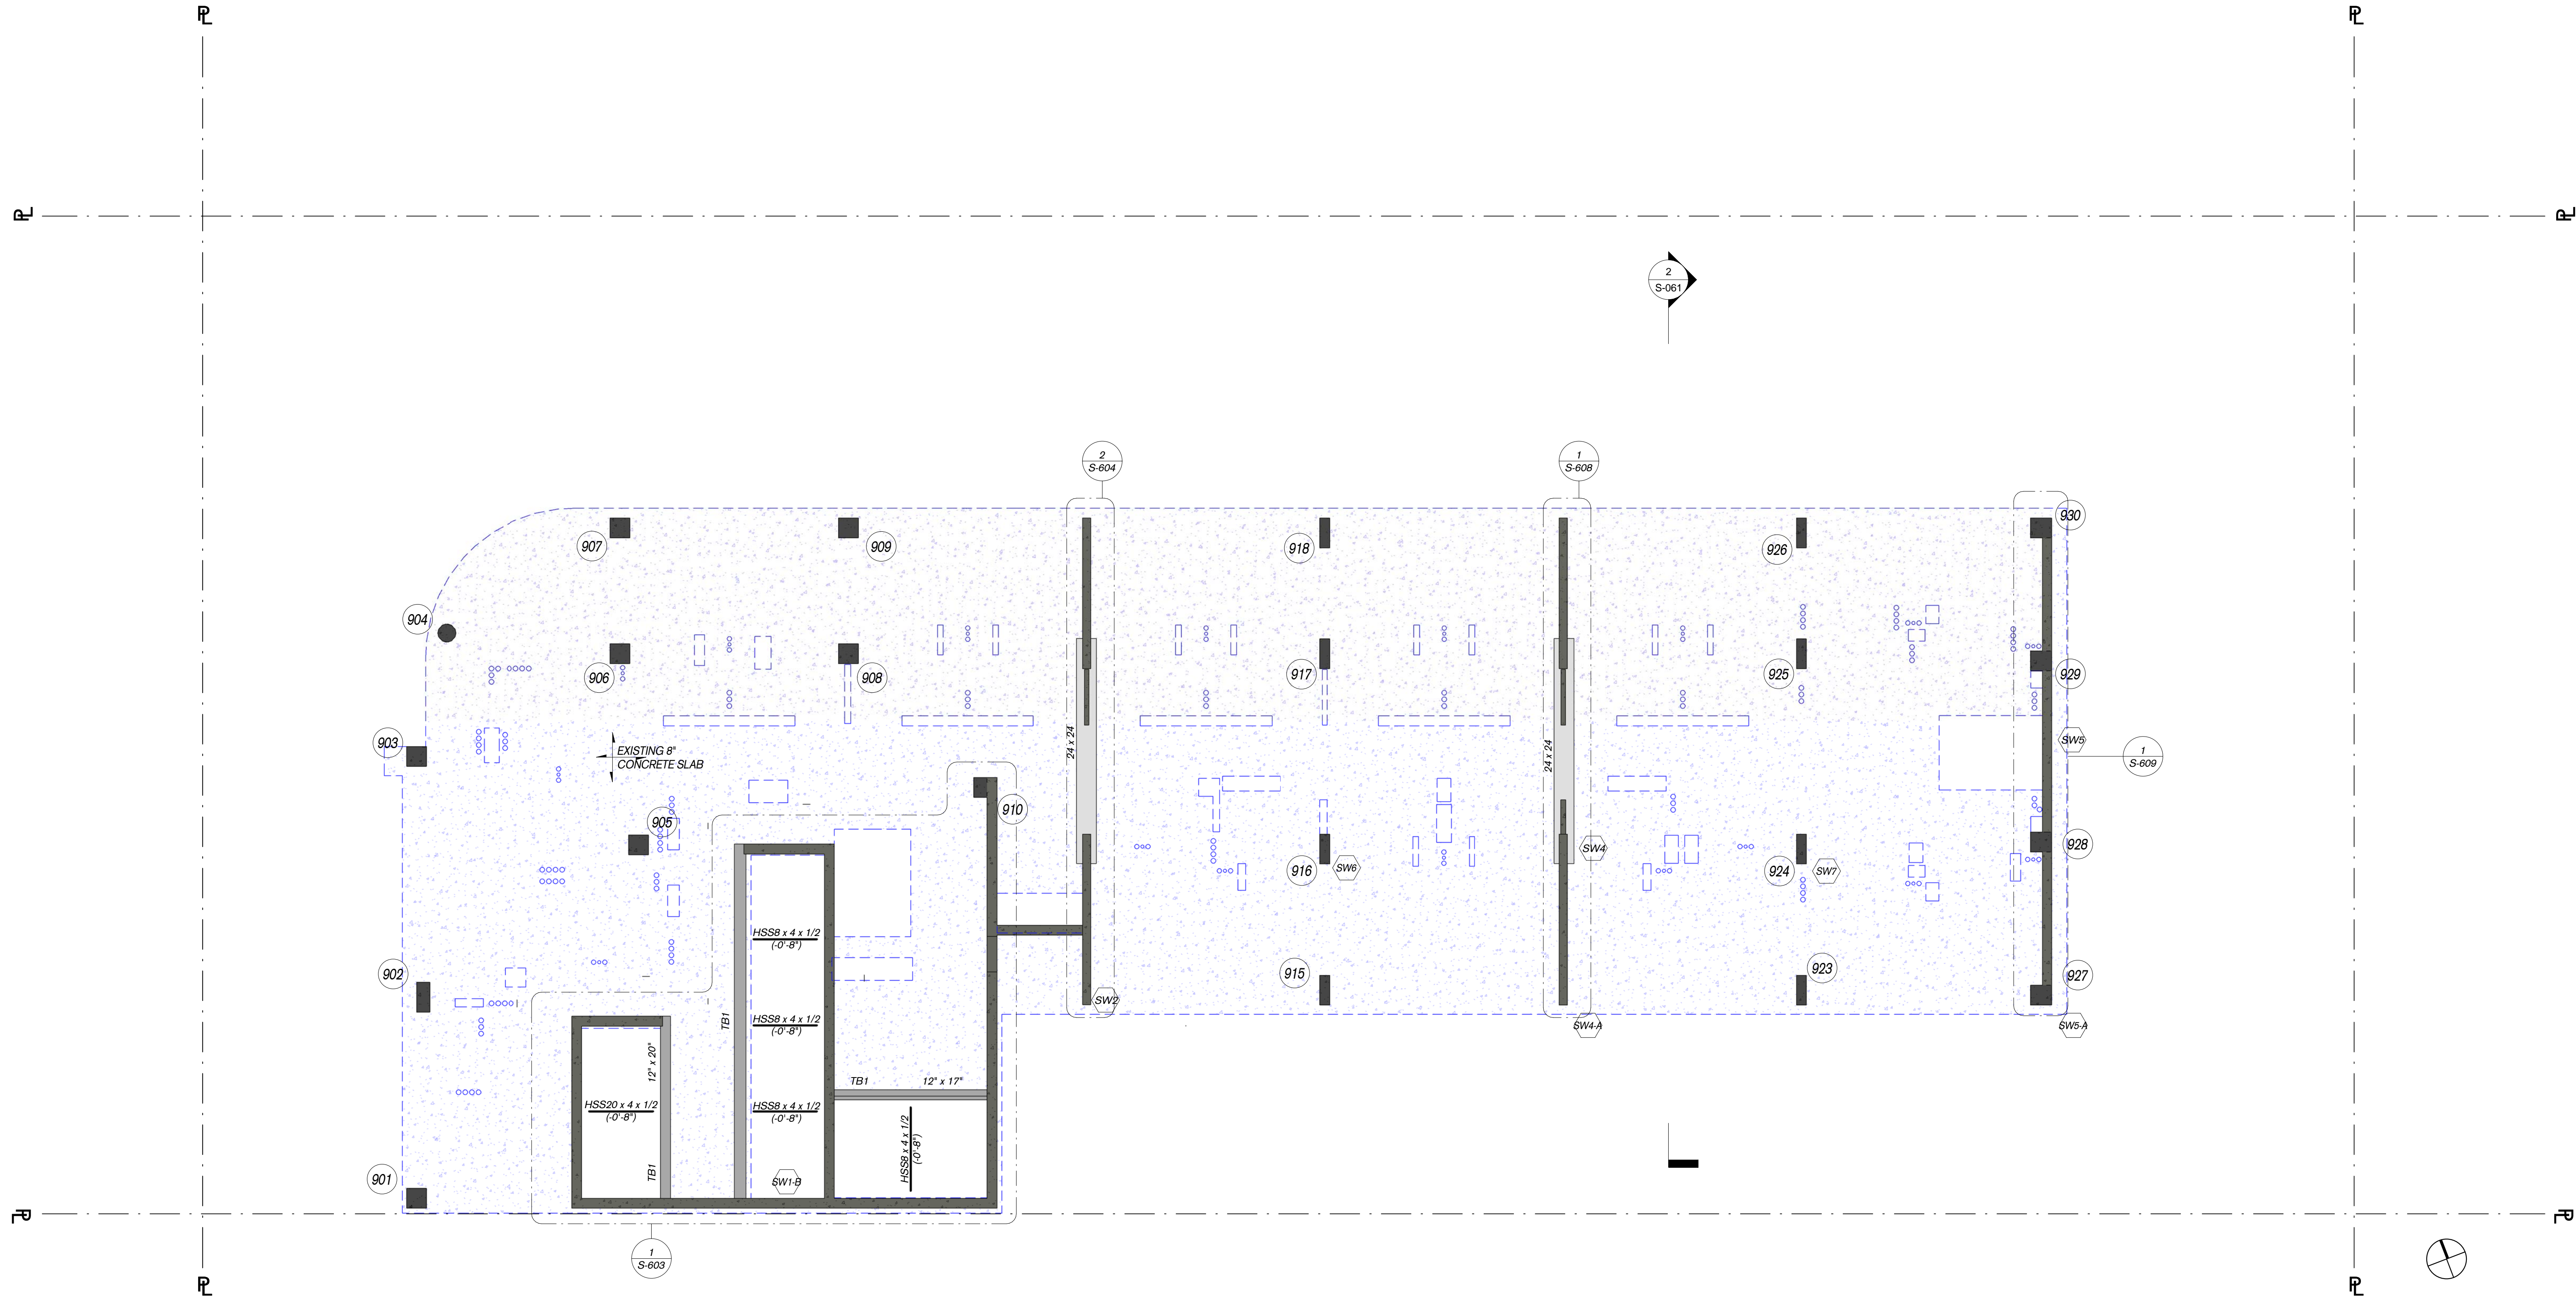 PL
PL
PL
PL
2
S-061
2
S-604
1
S-608
930
907
909
918
926
904
906
908
917
925
929
903
EXISTING 8"
CONCRETE SLAB
24 x 24
24 x 24
SW5
1
S-609
905
910
SW4
928
916
SW6
924
SW7
HSS8 x 4 x 1/2
(-0'-8")
902
915
923
927
SW2
TB1
HSS8 x 4 x 1/2
(-0'-8")
SW4-A
SW5-A
12" x 20"
TB1
12" x 17"
HSS20 x 4 x 1/2
(-0'-8")
HSS8 x 4 x 1/2
(-0'-8")
HSS8 x 4 x 1/2
(-0'-8")
TB1
901
SW1-B
PL
PL
1
S-603
PL
PL